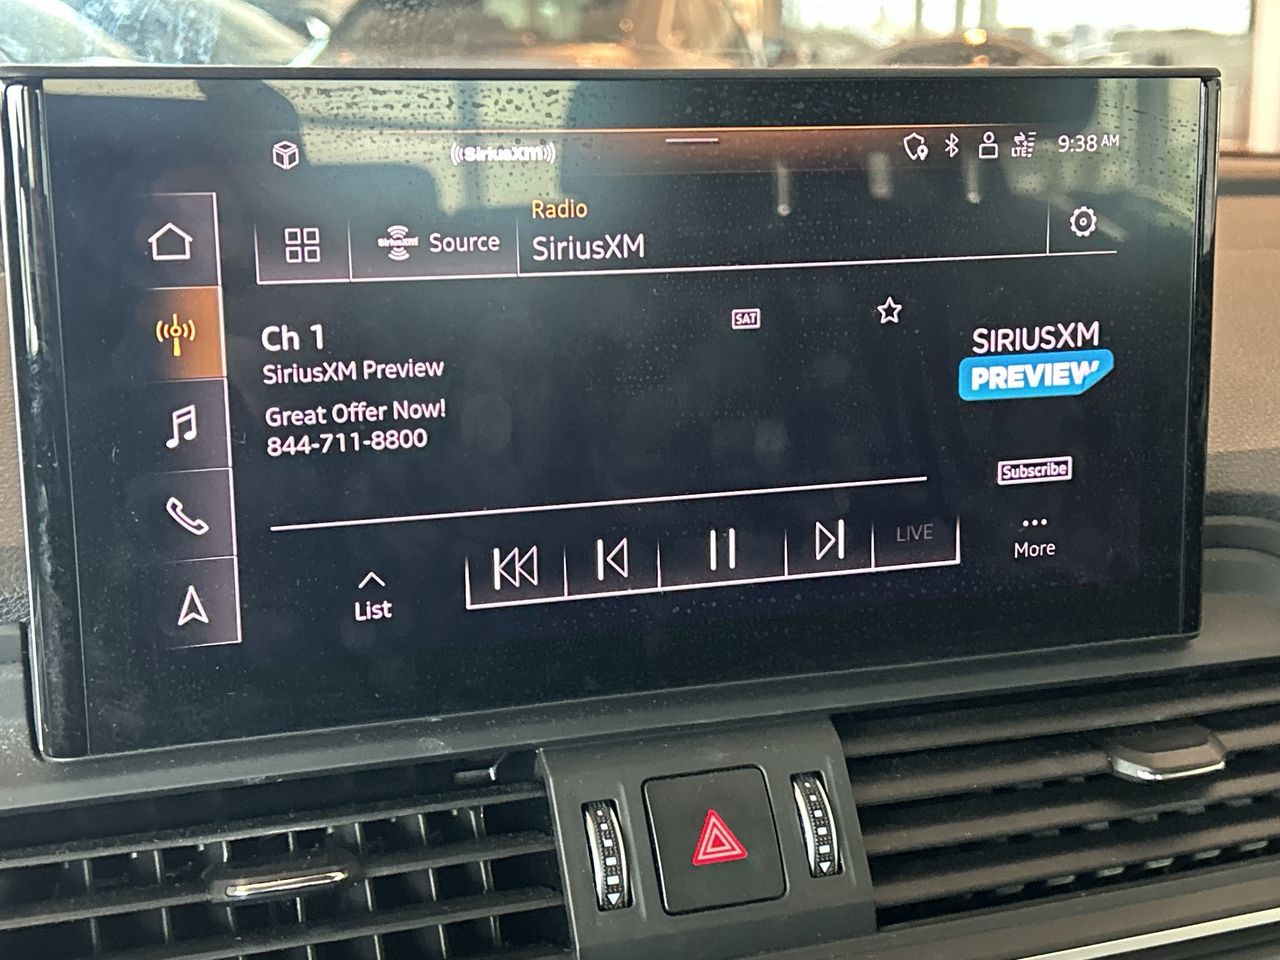 SiriusXM
LTE
9:38 AM
Radio
SiriusXM
Source
SiriusXM
Ch 1
SAT
SiriusXM Preview
SIRIUSXM
PREVIEW
Great Offer Now!
844-711-8800
Subscribe
LIVE
More
List